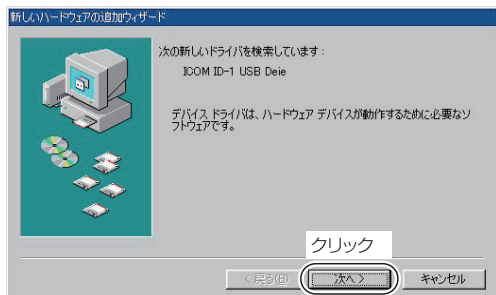 新しいハードウェアの追加ウィザード
次の新しいドライバを検索しています：
ICOM ID-1 USB Deie
デバイス ドライバは、ハードウェア デバイスが動作するために必要なソ
フトウェアです。
クリック
< 戻る(B)
次へ >
キャンセル